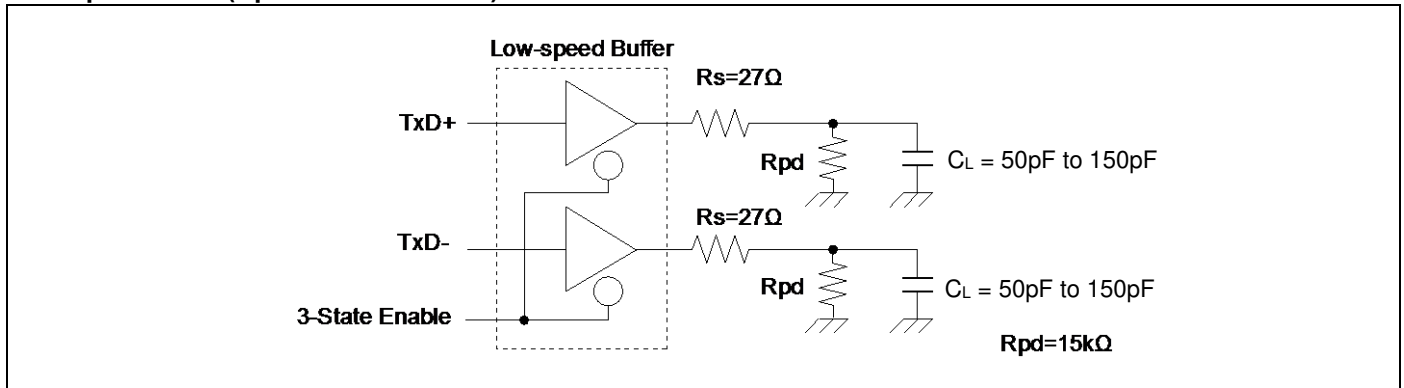 Low-speed Buffer
Rs=27Ω
TxD+
Rpd
CL = 50pF to 150pF
Rs=27Ω
TxD-
Rpd
CL = 50pF to 150pF
3-State Enable
Rpd=15kΩ